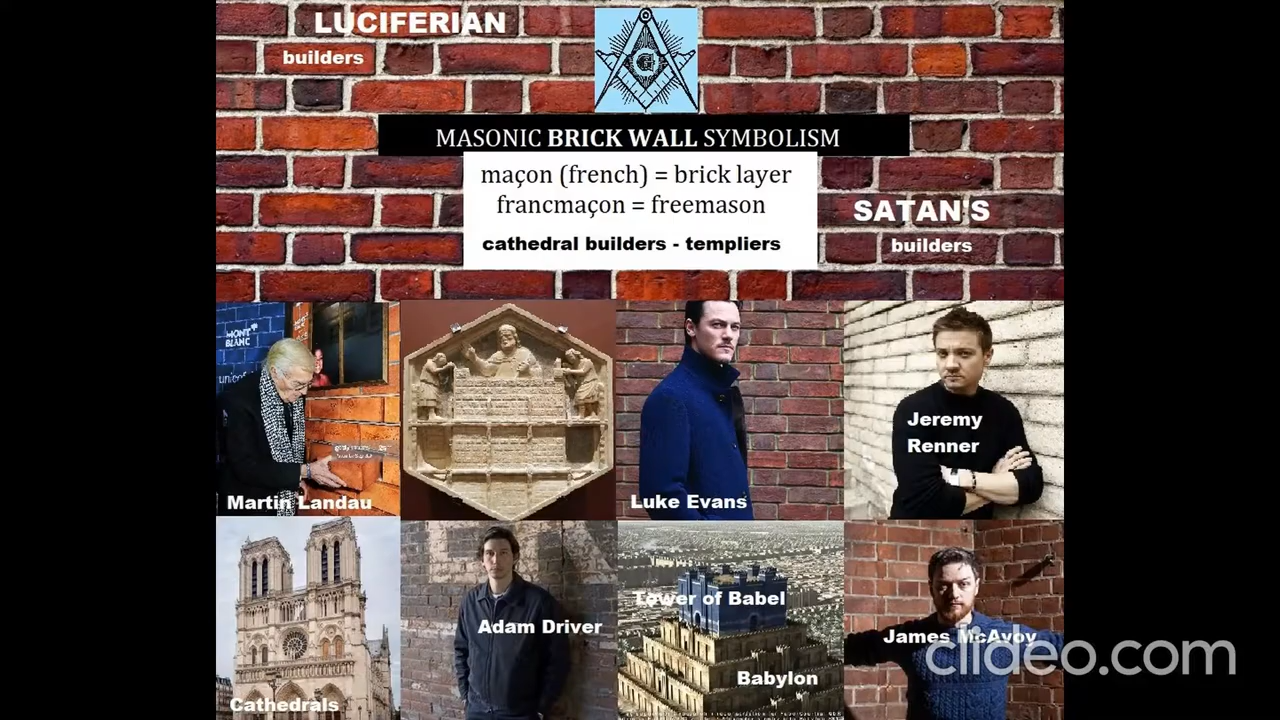 LUCIFERIAN
builders
G
MASONIC BRICK WALL SYMBOLISM
maçon (french) = brick layer
francmaçon = freemason
cathedral builders - templiers
SATAN'S
builders
MONT
BLANC
unicef
Martin Landau
Luke Evans
Jeremy
Renner
Cathedrals
Adam Driver
Tower of Babel
Babylon
James McAvoy
clideo.com